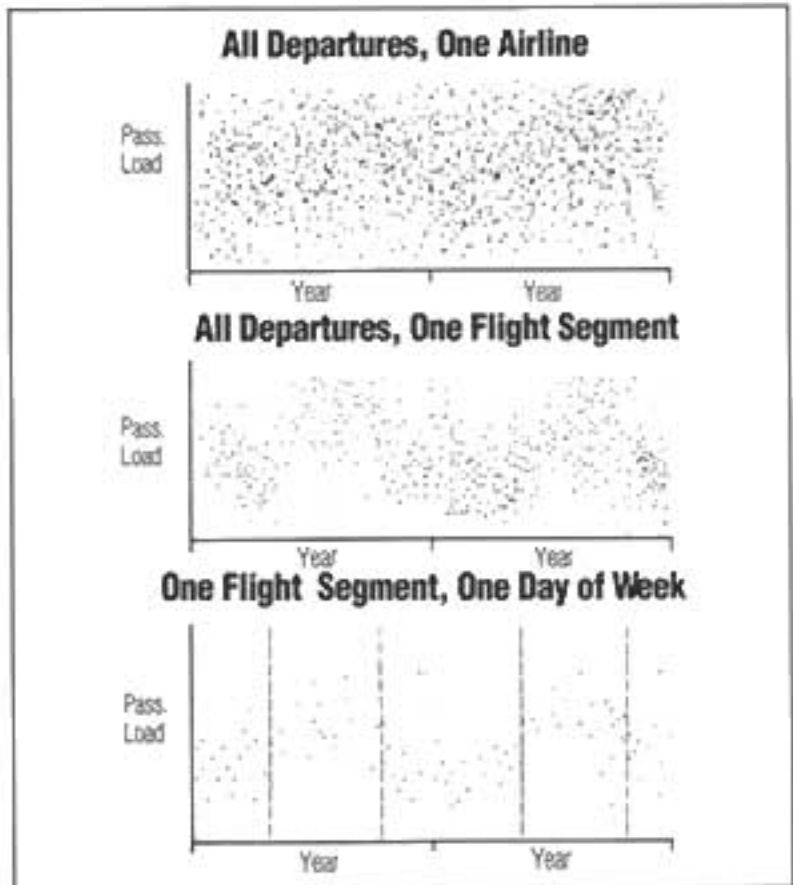 All Departures, One Airline
Pass.
Load
Year Year
All Departures, One Flight Segment
Pass.
Load
Year Year
One Flight Segment, One Day of Week
Pass.
Load
Year Year